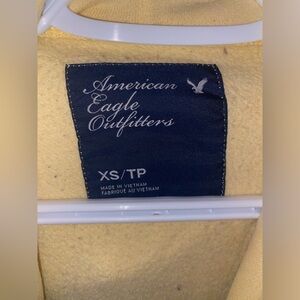 American
Eagle
Outfitters
XS/TP
MADE IN VIETNAM
FABRIQUÉ AU VIETNAM